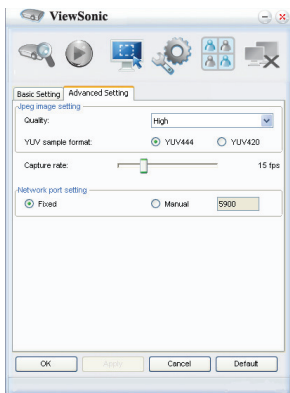 ViewSonic
Basic Setting Advanced Setting
Jpeg image setting
Quality: High
YUV sample format: YUV444 YUV420
Capture rate: 15 fps
Network port setting
Fixed Manual 5900
OK Apply Cancel Default